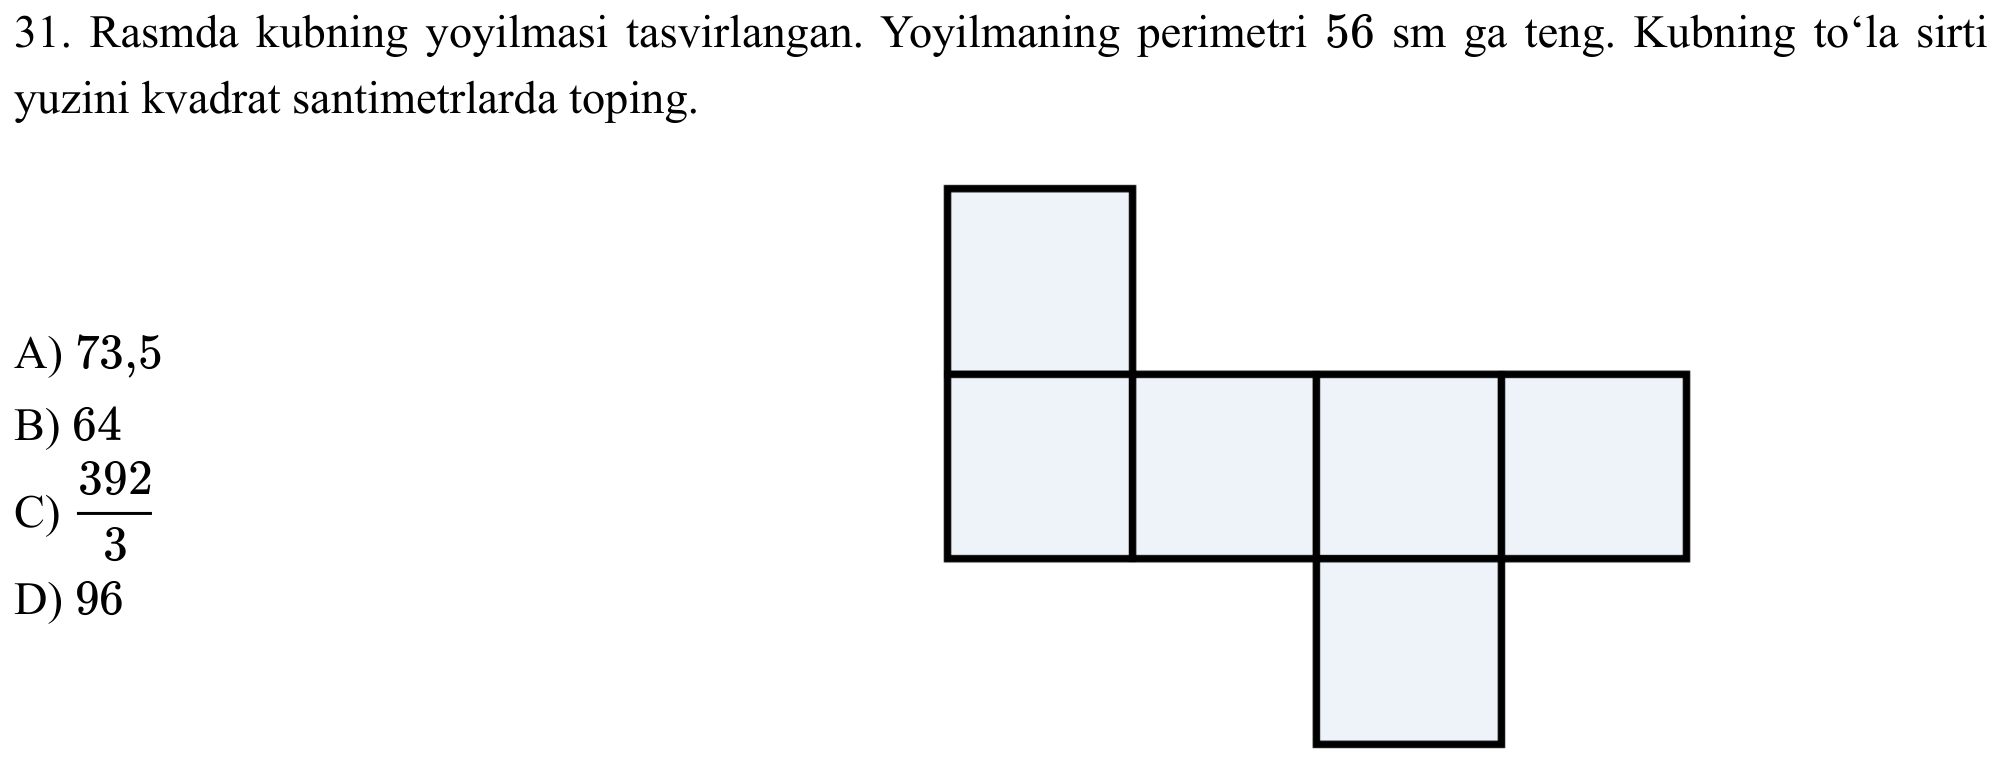 31. Rasmda kubning yoyilmasi tasvirlangan. Yoyilmaning perimetri 56 sm ga teng. Kubning to‘la sirti
yuzini kvadrat santimetrlarda toping.
A) 73,5
B) 64
C) \frac{392}{3}
D) 96